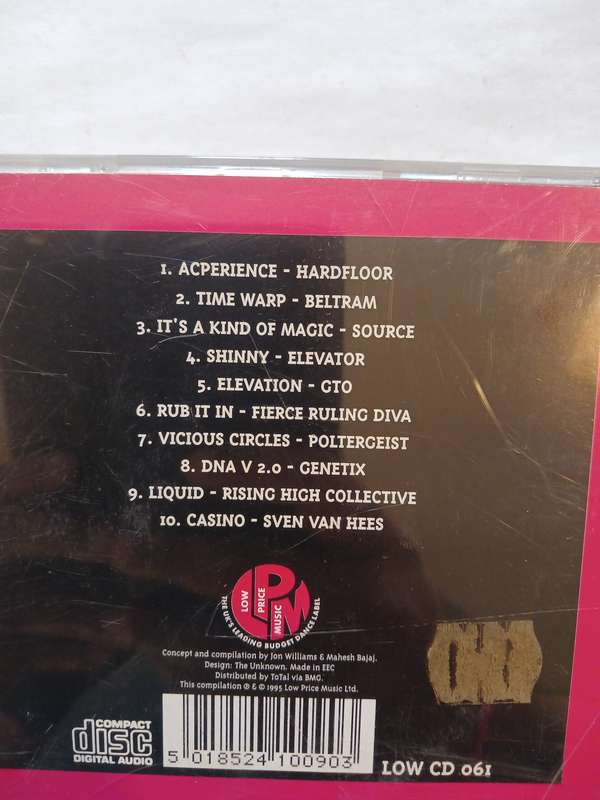 1. ACPERIENCE - HARDFLOOR
2. TIME WARP - BELTRAM
3. IT'S A KIND OF MAGIC - SOURCE
4. SHINNY - ELEVATOR
5. ELEVATION - GTO
6. RUB IT IN - FIERCE RULING DIVA
7. VICIOUS CIRCLES - POLTERGEIST
8. DNA V 2.0 - GENETIX
9. LIQUID - RISING HIGH COLLECTIVE
10. CASINO - SVEN VAN HEES
LPM
LOW
PRICE
MUSIC
THE UK'S LEADING BUDGET DANCE LABEL
Concept and compilation by Jon Williams & Mahesh Bajaj.
Design: The Unknown. Made in EEC
Distributed by ToTal via BMG.
This compilation ℗ & © 1995 Low Price Music Ltd.
COMPACT
disc
DIGITAL AUDIO
5 018524 100903
LOW CD 061